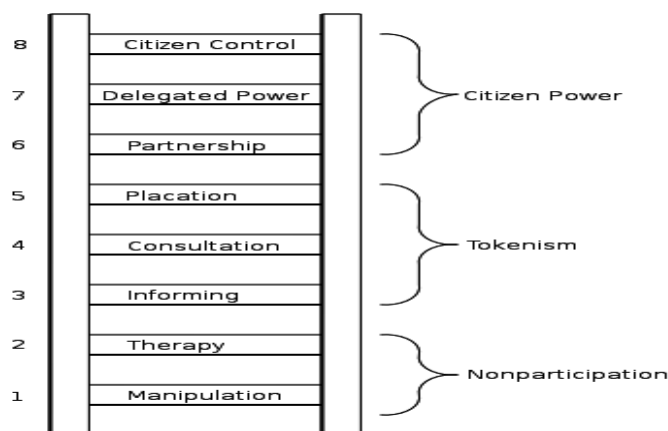 8 Citizen Control
7 Delegated Power Citizen Power
6 Partnership
5 Placation
4 Consultation Tokenism
3 Informing
2 Therapy
Nonparticipation
1 Manipulation